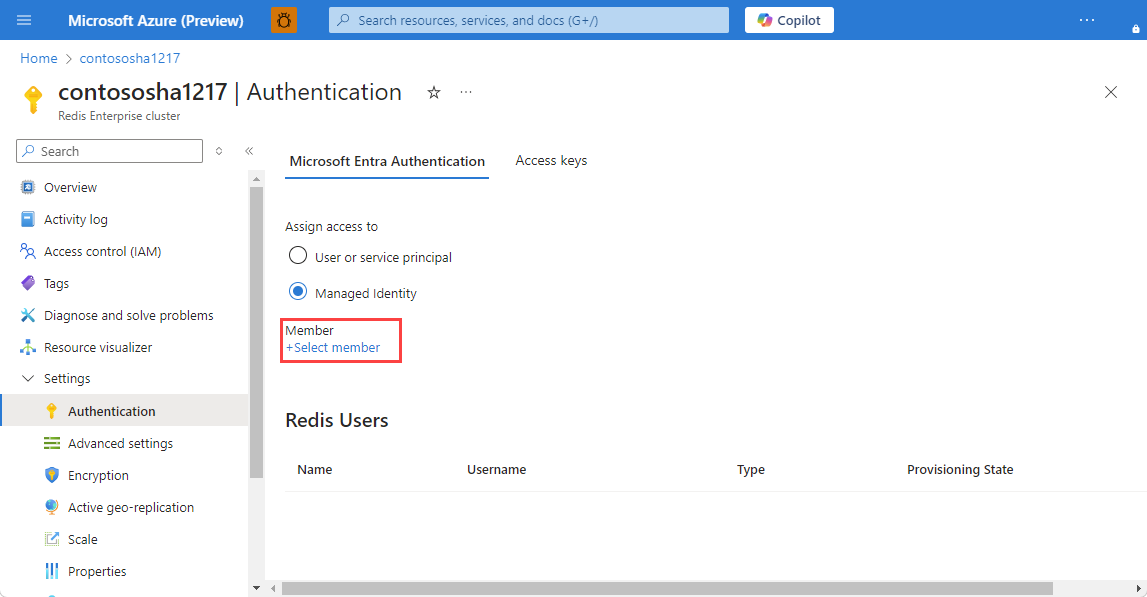 Microsoft Azure (Preview)
Search resources, services, and docs (G+/)
Copilot
Home > contososha1217
contososha1217 | Authentication
Redis Enterprise cluster
Search
Overview
Activity log
Access control (IAM)
Tags
Diagnose and solve problems
Resource visualizer
Settings
Authentication
Advanced settings
Encryption
Active geo-replication
Scale
Properties
Microsoft Entra Authentication
Access keys
Assign access to
User or service principal
Managed Identity
Member
+Select member
Redis Users
Name Username Type Provisioning State